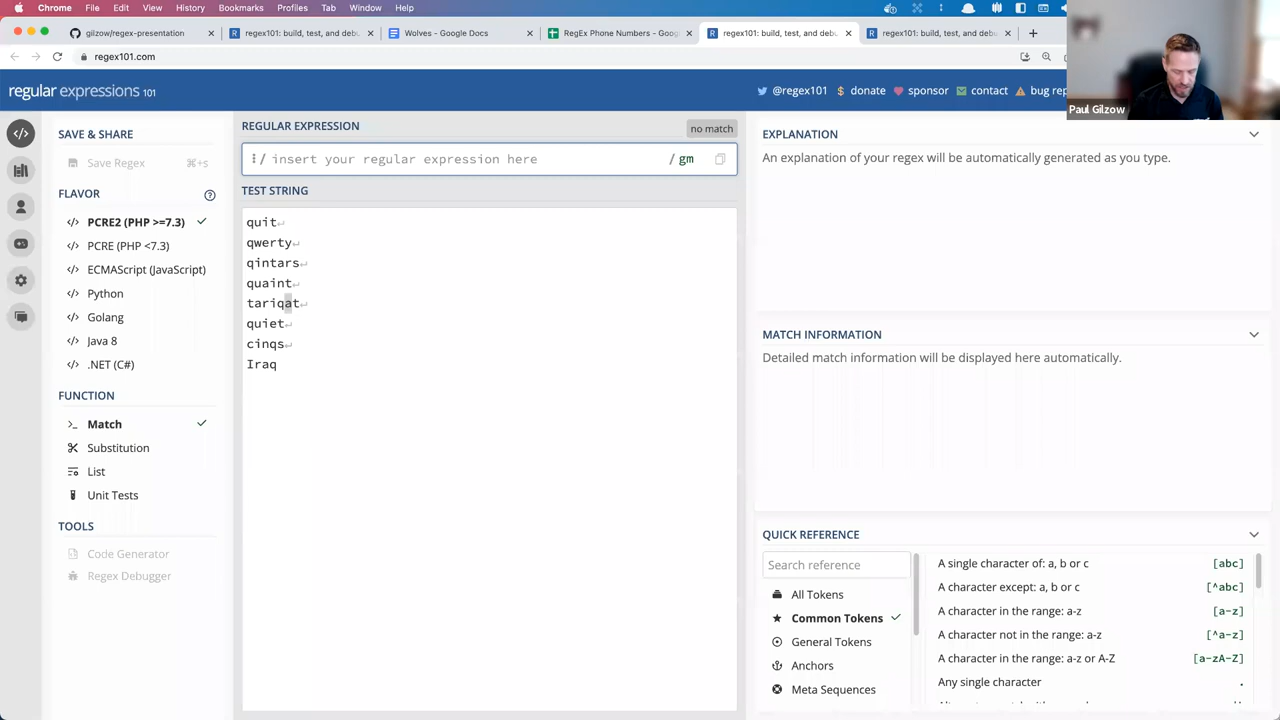 Chrome File Edit View History Bookmarks Profiles Tab Window Help
gilzow/regex-presentation
regex101: build, test, and debu
Wolves - Google Docs
RegEx Phone Numbers - Googl
regex101: build, test, and debu
regex101: build, test, and debu
regex101.com
regular expressions 101
@regex101
$ donate
sponsor
contact
bug rep
Paul Gilzow
SAVE & SHARE
Save Regex ⌘+s
FLAVOR
</> PCRE2 (PHP >=7.3)
</> PCRE (PHP <7.3)
</> ECMAScript (JavaScript)
</> Python
</> Golang
</> Java 8
</> .NET (C#)
FUNCTION
Match
Substitution
List
Unit Tests
TOOLS
Code Generator
Regex Debugger
REGULAR EXPRESSION
no match
/ insert your regular expression here / gm
TEST STRING
quit
qwerty
qintars
quaint
tariqat
quiet
cinqs
Iraq
EXPLANATION
An explanation of your regex will be automatically generated as you type.
MATCH INFORMATION
Detailed match information will be displayed here automatically.
QUICK REFERENCE
Search reference
All Tokens
Common Tokens
General Tokens
Anchors
Meta Sequences
A single character of: a, b or c [abc]
A character except: a, b or c [^abc]
A character in the range: a-z [a-z]
A character not in the range: a-z [^a-z]
A character in the range: a-z or A-Z [a-zA-Z]
Any single character .